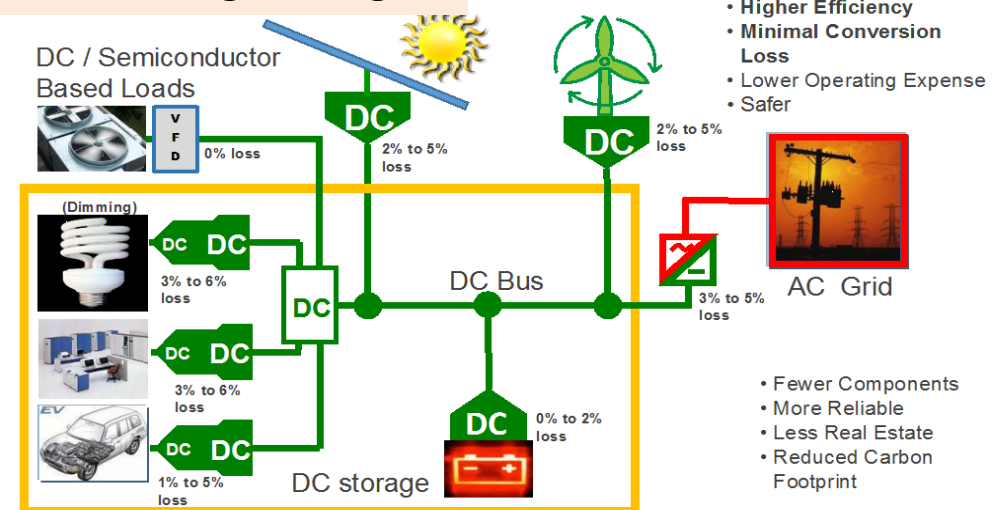 • Higher Efficiency
• Minimal Conversion
Loss
• Lower Operating Expense
• Safer
DC / Semiconductor
Based Loads
V
F
D
0% loss
DC
2% to 5%
loss
DC
2% to 5%
loss
(Dimming)
DC DC
3% to 6%
loss
DC
DC Bus
3% to 5%
loss
AC Grid
DC DC
3% to 6%
loss
EV
DC DC
1% to 5%
loss
DC storage
DC
0% to 2%
loss
• Fewer Components
• More Reliable
• Less Real Estate
• Reduced Carbon
Footprint